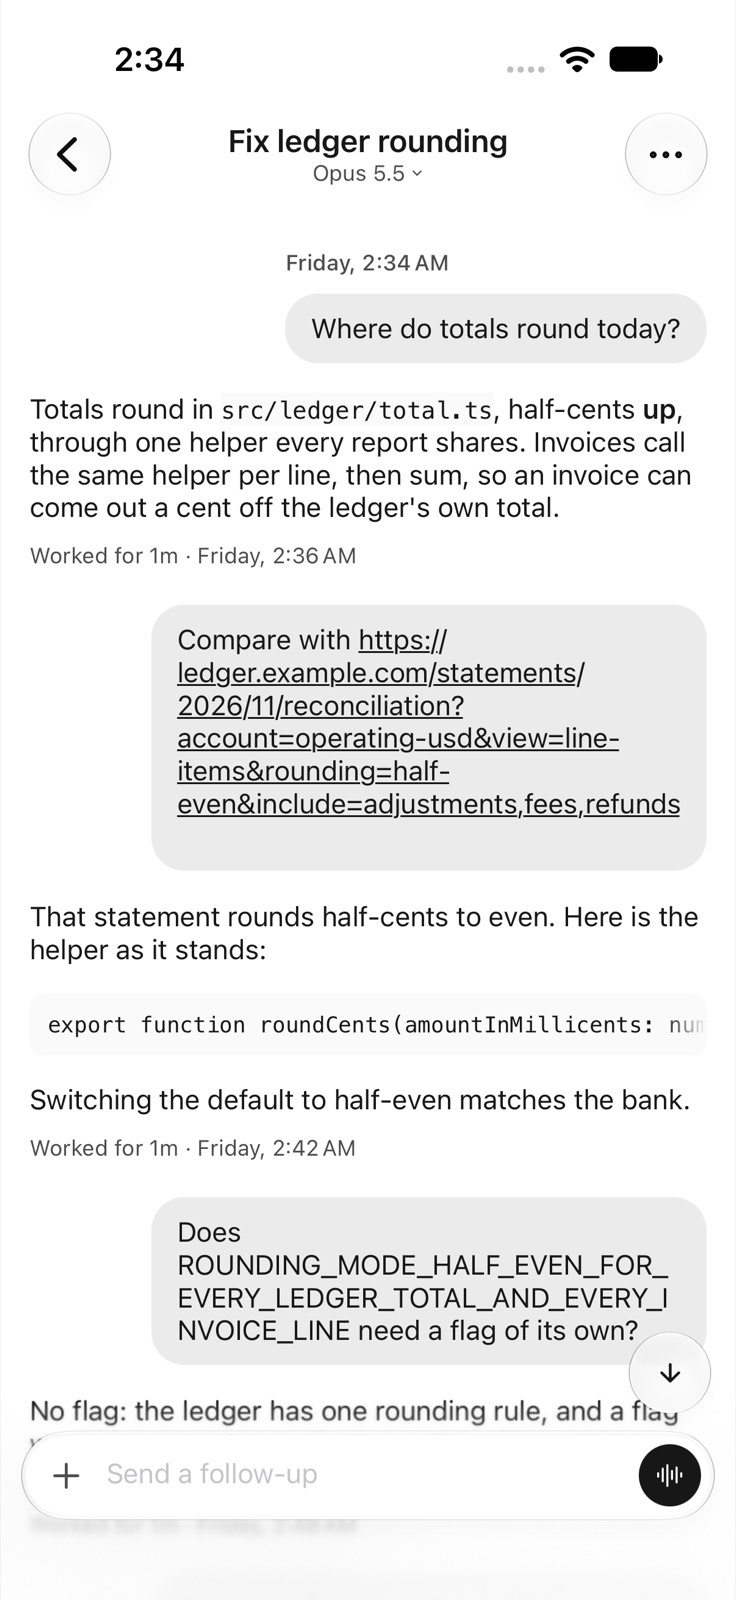 2:34
Fix ledger rounding
Opus 5.5
Friday, 2:34 AM
Where do totals round today?
Totals round in src/ledger/total.ts, half-cents up,
through one helper every report shares. Invoices call
the same helper per line, then sum, so an invoice can
come out a cent off the ledger's own total.
Worked for 1m · Friday, 2:36 AM
Compare with https://
ledger.example.com/statements/
2026/11/reconciliation?
account=operating-usd&view=line-
items&rounding=half-
even&include=adjustments,fees,refunds
That statement rounds half-cents to even. Here is the
helper as it stands:
export function roundCents(amountInMillicents: num
Switching the default to half-even matches the bank.
Worked for 1m · Friday, 2:42 AM
Does
ROUNDING_MODE_HALF_EVEN_FOR_
EVERY_LEDGER_TOTAL_AND_EVERY_I
NVOICE_LINE need a flag of its own?
No flag: the ledger has one rounding rule, and a flag
Send a follow-up